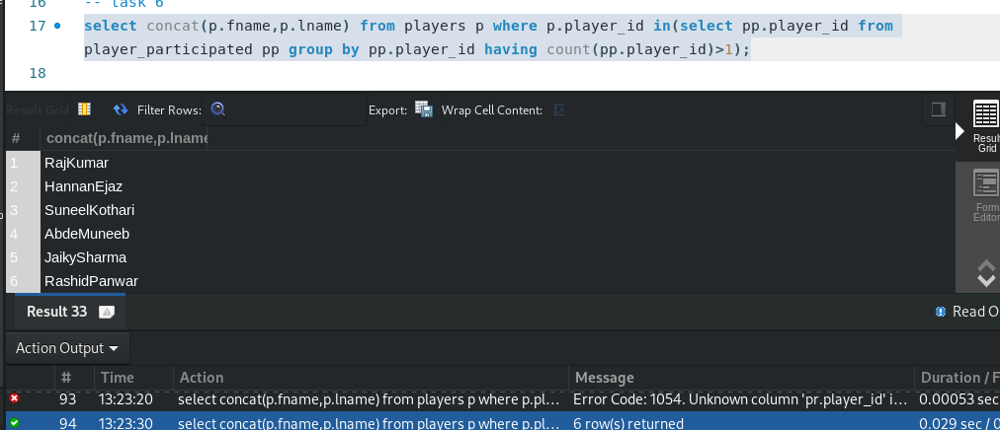 16 -- task 6
17 select concat(p.fname,p.lname) from players p where p.player_id in(select pp.player_id from
player_participated pp group by pp.player_id having count(pp.player_id)>1);
18
Result Grid Filter Rows: Export: Wrap Cell Content:
# concat(p.fname,p.lname
1 RajKumar
2 HannanEjaz
3 SuneelKothari
4 AbdeMuneeb
5 JaikySharma
6 RashidPanwar
Resul
Grid
Form
Editor
Result 33 Read O
Action Output
# Time Action Message Duration / F
93 13:23:20 select concat(p.fname,p.lname) from players p where p.pl... Error Code: 1054. Unknown column 'pr.player_id' i... 0.00053 sec
94 13:23:30 select concat(p.fname,p.lname) from players p where p.pl... 6 row(s) returned 0.029 sec / 0